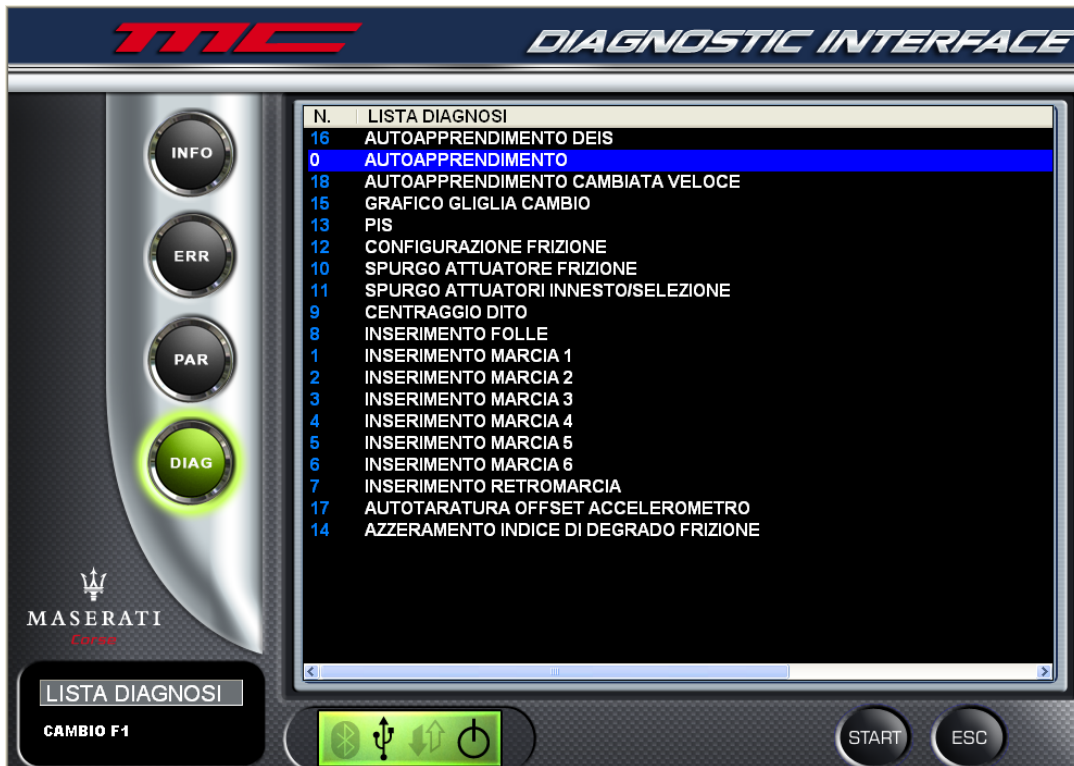 MC DIAGNOSTIC INTERFACE
N. LISTA DIAGNOSI
16 AUTOAPPRENDIMENTO DEIS
0 AUTOAPPRENDIMENTO
18 AUTOAPPRENDIMENTO CAMBIATA VELOCE
15 GRAFICO GLIGLIA CAMBIO
13 PIS
12 CONFIGURAZIONE FRIZIONE
10 SPURGO ATTUATORE FRIZIONE
11 SPURGO ATTUATORI INNESTO/SELEZIONE
9 CENTRAGGIO DITO
8 INSERIMENTO FOLLE
1 INSERIMENTO MARCIA 1
2 INSERIMENTO MARCIA 2
3 INSERIMENTO MARCIA 3
4 INSERIMENTO MARCIA 4
5 INSERIMENTO MARCIA 5
6 INSERIMENTO MARCIA 6
7 INSERIMENTO RETROMARCIA
17 AUTOTARATURA OFFSET ACCELEROMETRO
14 AZZERAMENTO INDICE DI DEGRADO FRIZIONE
INFO
ERR
PAR
DIAG
MASERATI
Corse
LISTA DIAGNOSI
CAMBIO F1
START
ESC